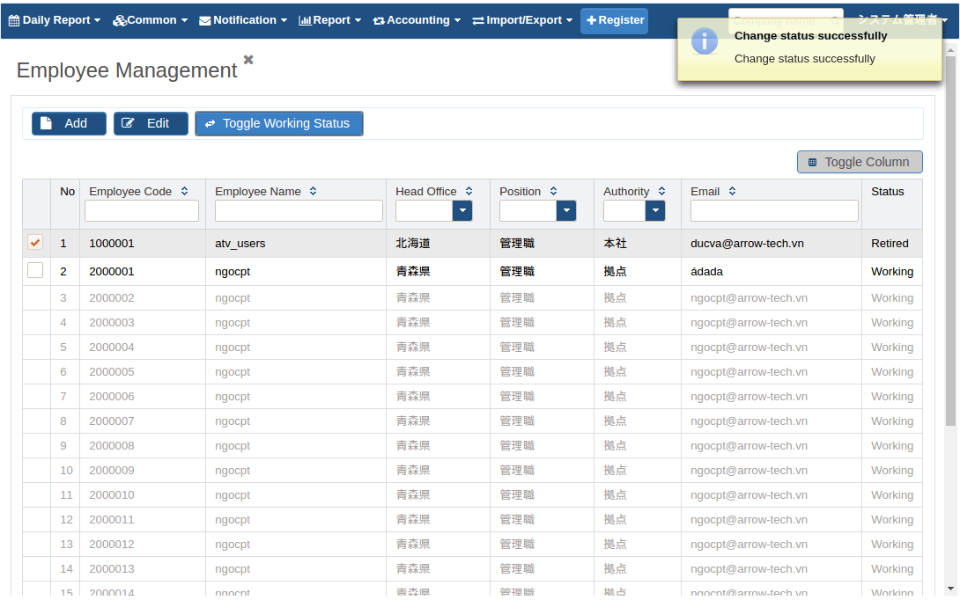 Daily Report Common Notification Report Accounting Import/Export Register システム管理者
Change status successfully
Change status successfully
Employee Management
Add Edit Toggle Working Status
Toggle Column
No Employee Code Employee Name Head Office Position Authority Email Status
1 1000001 atv_users 北海道 管理職 本社 ducva@arrow-tech.vn Retired
2 2000001 ngocpt 青森県 管理職 拠点 ádada Working
3 2000002 ngocpt 青森県 管理職 拠点 ngocpt@arrow-tech.vn Working
4 2000003 ngocpt 青森県 管理職 拠点 ngocpt@arrow-tech.vn Working
5 2000004 ngocpt 青森県 管理職 拠点 ngocpt@arrow-tech.vn Working
6 2000005 ngocpt 青森県 管理職 拠点 ngocpt@arrow-tech.vn Working
7 2000006 ngocpt 青森県 管理職 拠点 ngocpt@arrow-tech.vn Working
8 2000007 ngocpt 青森県 管理職 拠点 ngocpt@arrow-tech.vn Working
9 2000008 ngocpt 青森県 管理職 拠点 ngocpt@arrow-tech.vn Working
10 2000009 ngocpt 青森県 管理職 拠点 ngocpt@arrow-tech.vn Working
11 2000010 ngocpt 青森県 管理職 拠点 ngocpt@arrow-tech.vn Working
12 2000011 ngocpt 青森県 管理職 拠点 ngocpt@arrow-tech.vn Working
13 2000012 ngocpt 青森県 管理職 拠点 ngocpt@arrow-tech.vn Working
14 2000013 ngocpt 青森県 管理職 拠点 ngocpt@arrow-tech.vn Working
15 2000014 ngocpt 青森県 管理職 拠点 ngocpt@arrow-tech.vn Working